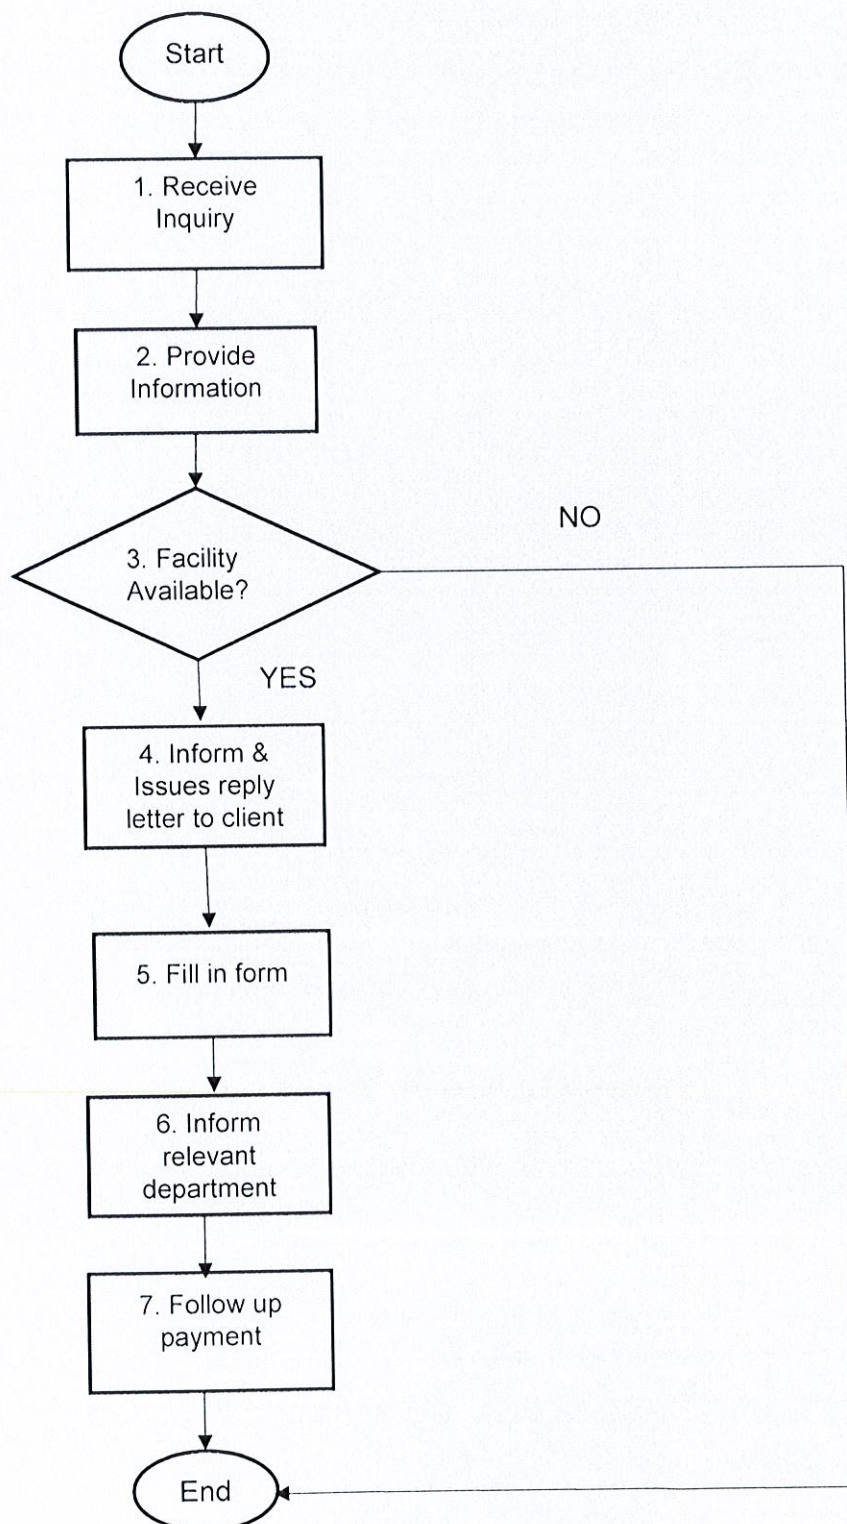 Start
1. Receive
Inquiry
2. Provide
Information
3. Facility
Available?
NO
YES
4. Inform &
Issues reply
letter to client
5. Fill in form
6. Inform
relevant
department
7. Follow up
payment
End